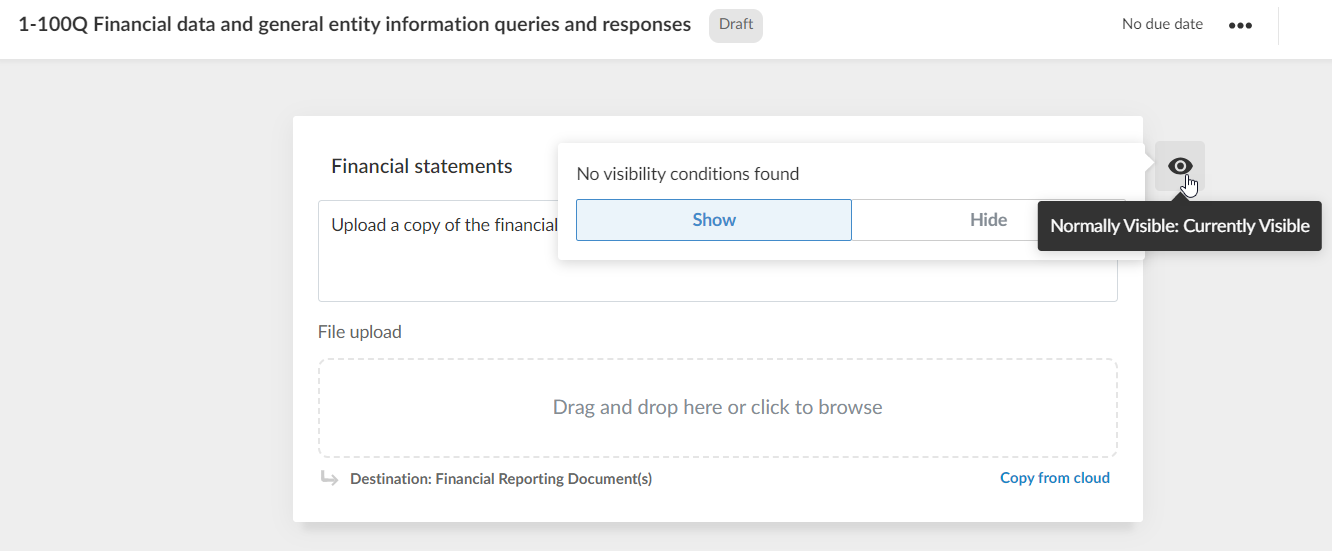 1-100Q Financial data and general entity information queries and responses Draft No due date
Financial statements
No visibility conditions found
Show Hide
Normally Visible: Currently Visible
Upload a copy of the financial
File upload
Drag and drop here or click to browse
Destination: Financial Reporting Document(s) Copy from cloud